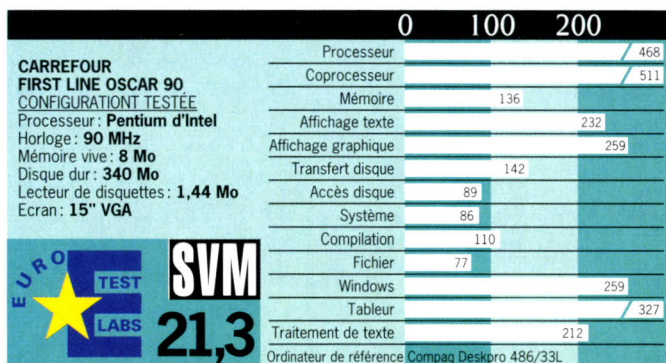 0 100 200
CARREFOUR
FIRST LINE OSCAR 90
CONFIGURATIONT TESTÉE
Processeur : Pentium d'Intel
Horloge : 90 MHz
Mémoire vive : 8 Mo
Disque dur : 340 Mo
Lecteur de disquettes : 1,44 Mo
Ecran : 15" VGA
Processeur 468
Coprocesseur 511
Mémoire 136
Affichage texte 232
Affichage graphique 259
Transfert disque 142
Accès disque 89
Système 86
Compilation 110
Fichier 77
Windows 259
Tableur 327
Traitement de texte 212
Ordinateur de référence Compaq Deskpro 486/33L
EURO
TEST
LABS
SVM
21,3